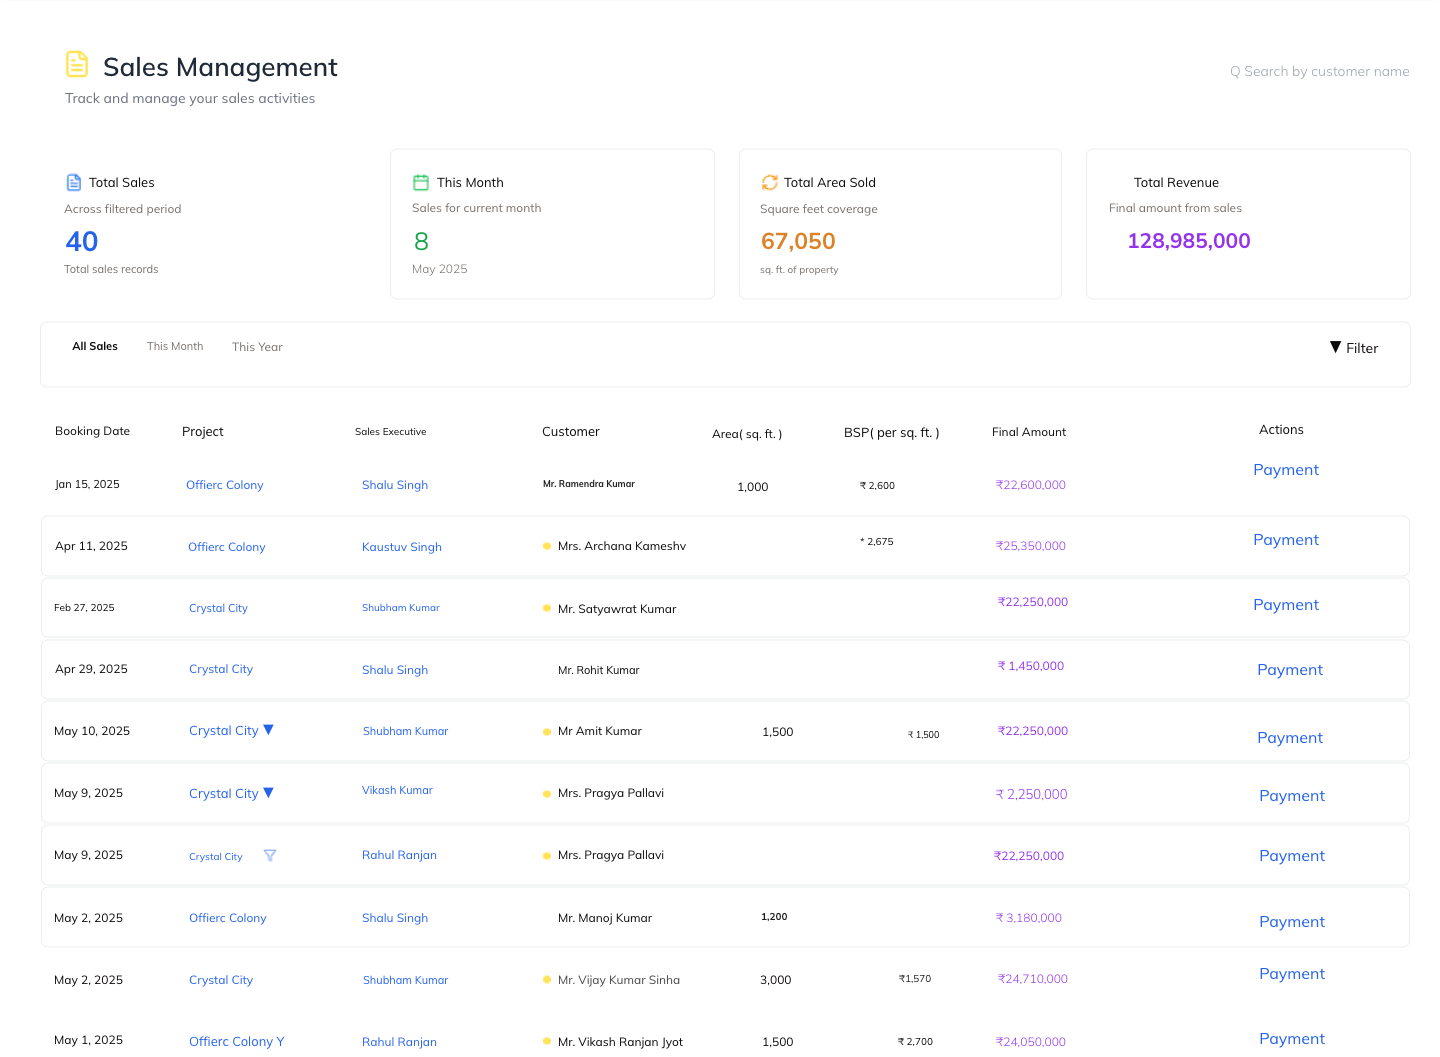 Sales Management
Q Search by customer name
Track and manage your sales activities
Total Sales
Across filtered period
40
Total sales records
This Month
Sales for current month
8
May 2025
Total Area Sold
Square feet coverage
67,050
sq. ft. of property
Total Revenue
Final amount from sales
128,985,000
All Sales This Month This Year ▼ Filter
Booking Date Project Sales Executive Customer Area( sq. ft. ) BSP( per sq. ft. ) Final Amount Actions
Jan 15, 2025 Offierc Colony Shalu Singh Mr. Ramendra Kumar 1,000 ₹ 2,600 ₹22,600,000 Payment
Apr 11, 2025 Offierc Colony Kaustuv Singh Mrs. Archana Kameshv * 2,675 ₹25,350,000 Payment
Feb 27, 2025 Crystal City Shubham Kumar Mr. Satyawrat Kumar ₹22,250,000 Payment
Apr 29, 2025 Crystal City Shalu Singh Mr. Rohit Kumar ₹ 1,450,000 Payment
May 10, 2025 Crystal City ▼ Shubham Kumar Mr Amit Kumar 1,500 ₹ 1,500 ₹22,250,000 Payment
May 9, 2025 Crystal City ▼ Vikash Kumar Mrs. Pragya Pallavi ₹ 2,250,000 Payment
May 9, 2025 Crystal City Rahul Ranjan Mrs. Pragya Pallavi ₹22,250,000 Payment
May 2, 2025 Offierc Colony Shalu Singh Mr. Manoj Kumar 1,200 ₹ 3,180,000 Payment
May 2, 2025 Crystal City Shubham Kumar Mr. Vijay Kumar Sinha 3,000 ₹1,570 ₹24,710,000 Payment
May 1, 2025 Offierc Colony Y Rahul Ranjan Mr. Vikash Ranjan Jyot 1,500 ₹ 2,700 ₹24,050,000 Payment